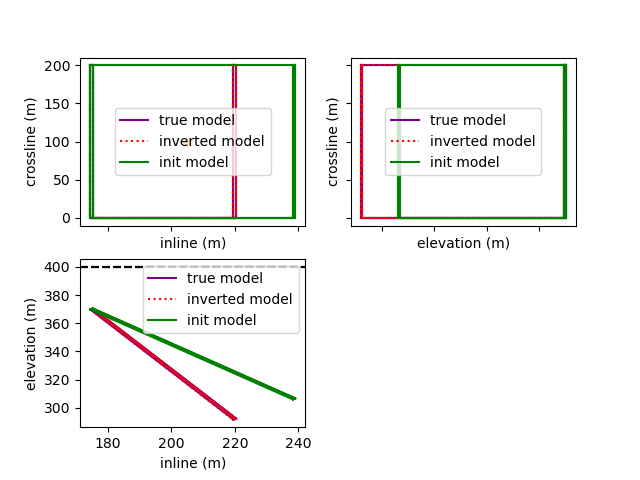 200
150
100
50
0
crossline (m)
true model
inverted model
init model
inline (m)
crossline (m)
true model
inverted model
init model
elevation (m)
400
380
360
340
320
300
elevation (m)
true model
inverted model
init model
180
200
220
240
inline (m)